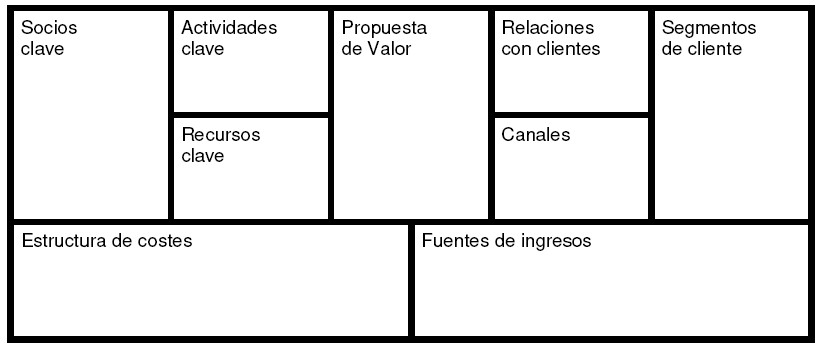 Socios
clave
Actividades
clave
Recursos
clave
Propuesta
de Valor
Relaciones
con clientes
Canales
Segmentos
de cliente
Estructura de costes
Fuentes de ingresos